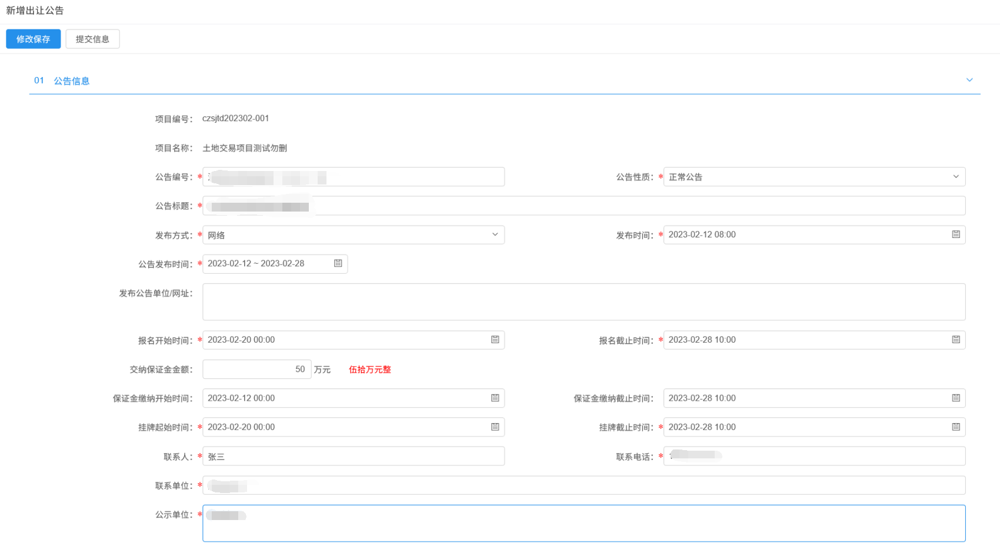 新增出让公告
修改保存 提交信息
01 公告信息
项目编号： czsjtd202302-001
项目名称： 土地交易项目测试勿删
公告编号：* 公告性质：* 正常公告
公告标题：*
发布方式：* 网络 发布时间：* 2023-02-12 08:00
公告发布时间：* 2023-02-12 ~ 2023-02-28
发布公告单位/网址：
报名开始时间：* 2023-02-20 00:00 报名截止时间：* 2023-02-28 10:00
交纳保证金金额： 50 万元 伍拾万元整
保证金缴纳开始时间： 2023-02-12 00:00 保证金缴纳截止时间： 2023-02-28 10:00
挂牌起始时间：* 2023-02-20 00:00 挂牌截止时间：* 2023-02-28 10:00
联系人：* 张三 联系电话：*
联系单位：*
公示单位：*